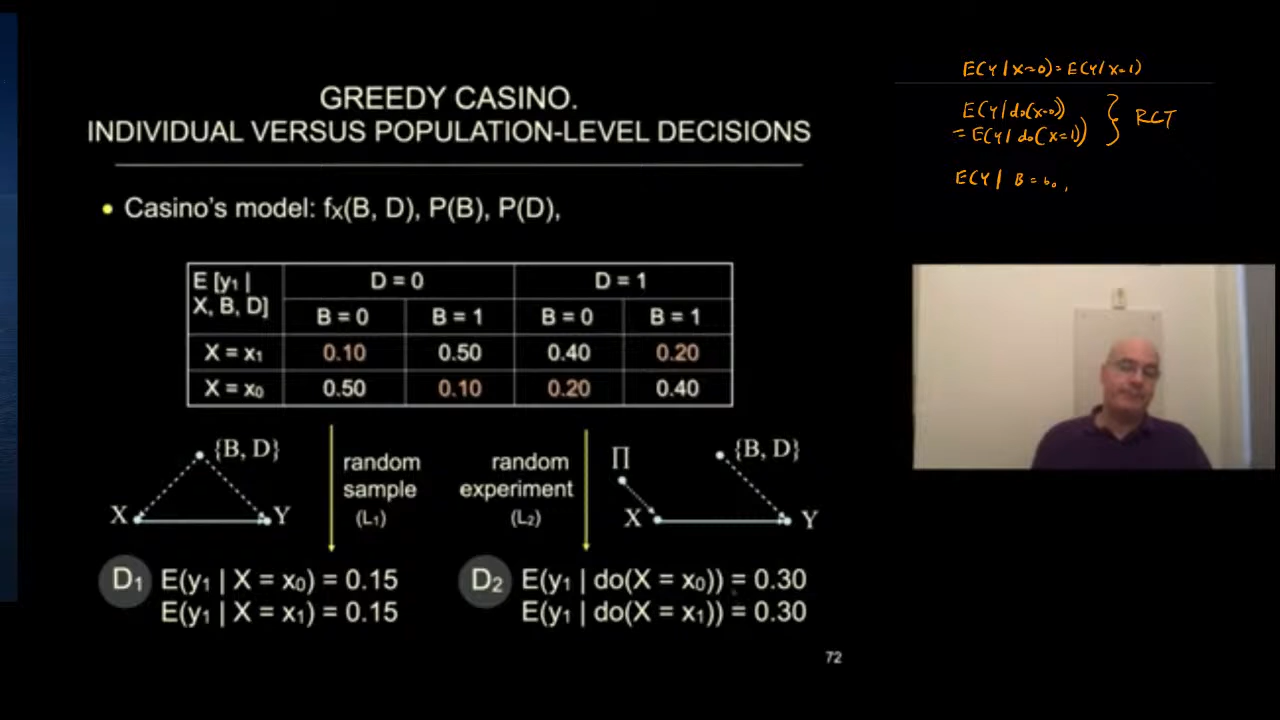 GREEDY CASINO.
INDIVIDUAL VERSUS POPULATION-LEVEL DECISIONS
• Casino's model: fX(B, D), P(B), P(D),
E [y1 | X, B, D] D = 0 D = 1
B = 0 B = 1 B = 0 B = 1
X = x1 0.10 0.50 0.40 0.20
X = x0 0.50 0.10 0.20 0.40
{B, D}
X Y
random
sample
(L1)
random
experiment
(L2)
Π {B, D}
X Y
D1 E(y1 | X = x0) = 0.15
E(y1 | X = x1) = 0.15
D2 E(y1 | do(X = x0)) = 0.30
E(y1 | do(X = x1)) = 0.30
72
E(Y | X=0) = E(Y | X=1)
E(Y | do(X=0))
= E(Y | do(X=1)) } RCT
E(Y | B = b0,